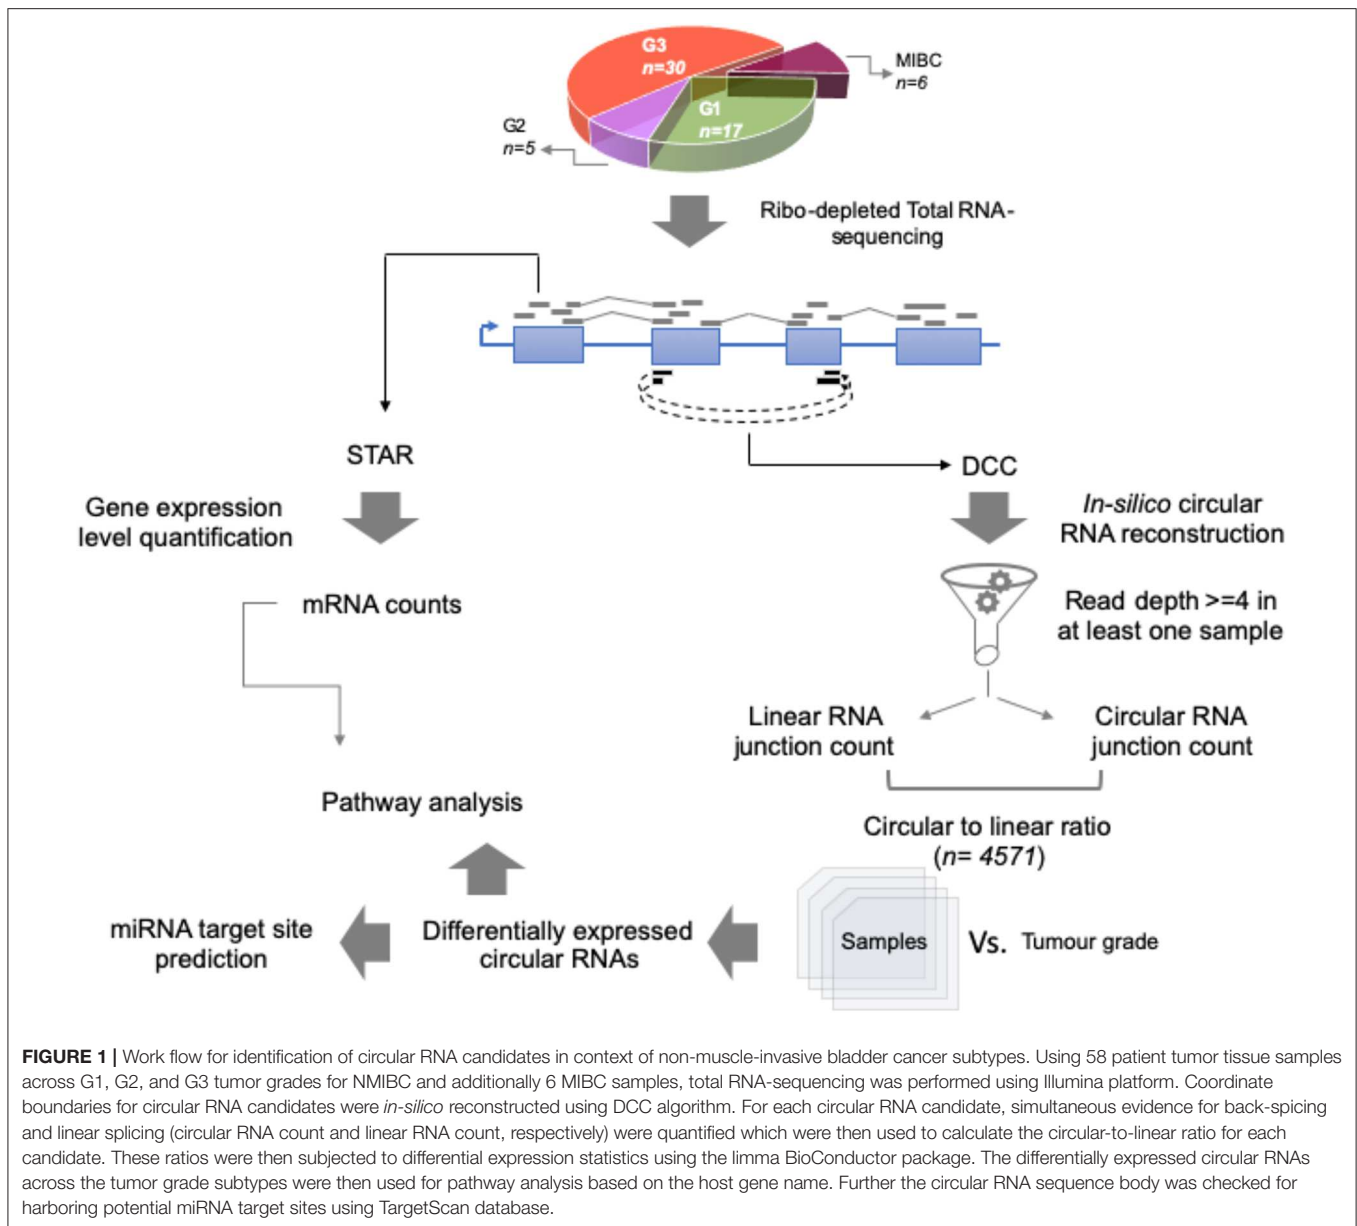 G3
n=30
MIBC
n=6
G1
n=17
G2
n=5
Ribo-depleted Total RNA-
sequencing
STAR
DCC
Gene expression
level quantification
In-silico circular
RNA reconstruction
mRNA counts
Read depth >=4 in
at least one sample
Linear RNA
junction count
Circular RNA
junction count
Pathway analysis
Circular to linear ratio
(n= 4571)
miRNA target site
prediction
Differentially expressed
circular RNAs
Samples
Vs. Tumour grade
FIGURE 1 | Work flow for identification of circular RNA candidates in context of non-muscle-invasive bladder cancer subtypes. Using 58 patient tumor tissue samples
across G1, G2, and G3 tumor grades for NMIBC and additionally 6 MIBC samples, total RNA-sequencing was performed using Illumina platform. Coordinate
boundaries for circular RNA candidates were in-silico reconstructed using DCC algorithm. For each circular RNA candidate, simultaneous evidence for back-spicing
and linear splicing (circular RNA count and linear RNA count, respectively) were quantified which were then used to calculate the circular-to-linear ratio for each
candidate. These ratios were then subjected to differential expression statistics using the limma BioConductor package. The differentially expressed circular RNAs
across the tumor grade subtypes were then used for pathway analysis based on the host gene name. Further the circular RNA sequence body was checked for
harboring potential miRNA target sites using TargetScan database.